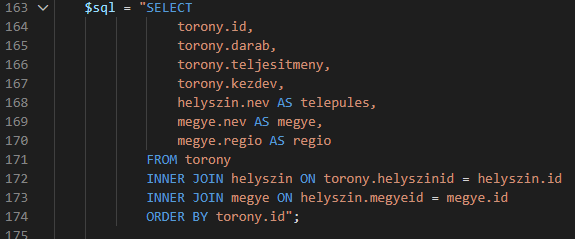 163 $sql = "SELECT
164 torony.id,
165 torony.darab,
166 torony.teljesitmeny,
167 torony.kezdev,
168 helyszin.nev AS telepules,
169 megye.nev AS megye,
170 megye.regio AS regio
171 FROM torony
172 INNER JOIN helyszin ON torony.helyszinid = helyszin.id
173 INNER JOIN megye ON helyszin.megyeid = megye.id
174 ORDER BY torony.id";
175